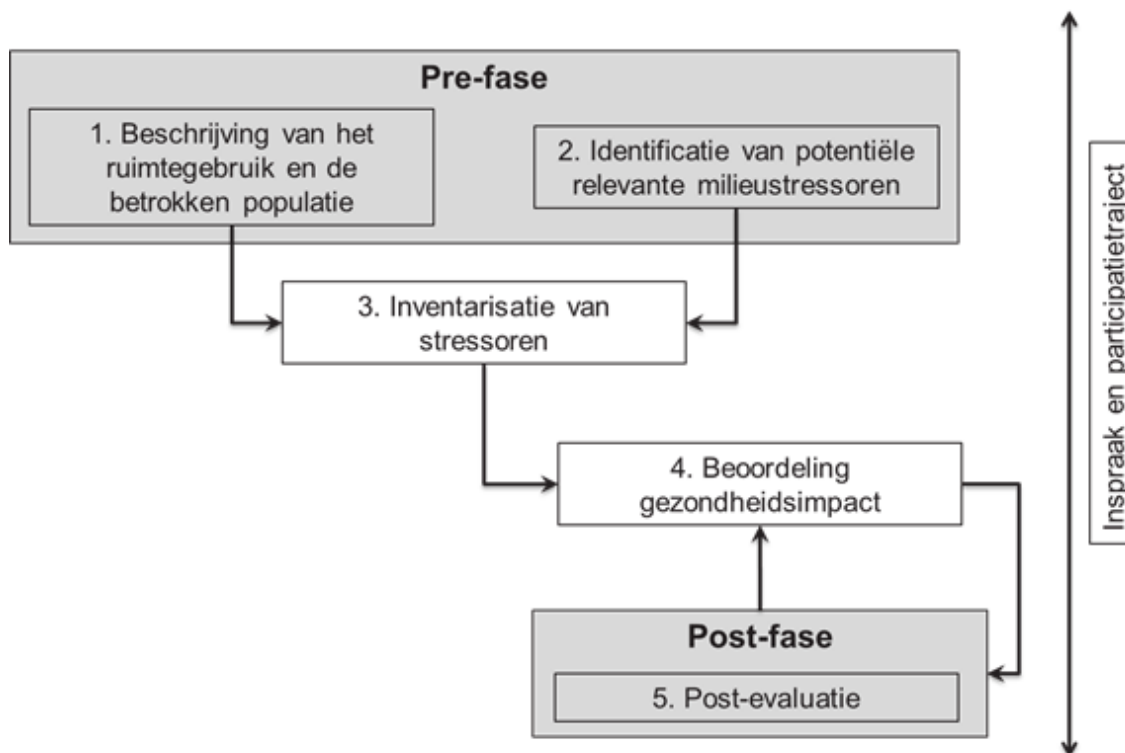 Pre-fase
1. Beschrijving van het
ruimtegebruik en de
betrokken populatie
2. Identificatie van potentiële
relevante milieustressoren
3. Inventarisatie van
stressoren
4. Beoordeling
gezondheidsimpact
Post-fase
5. Post-evaluatie
Inspraak en participatietraject